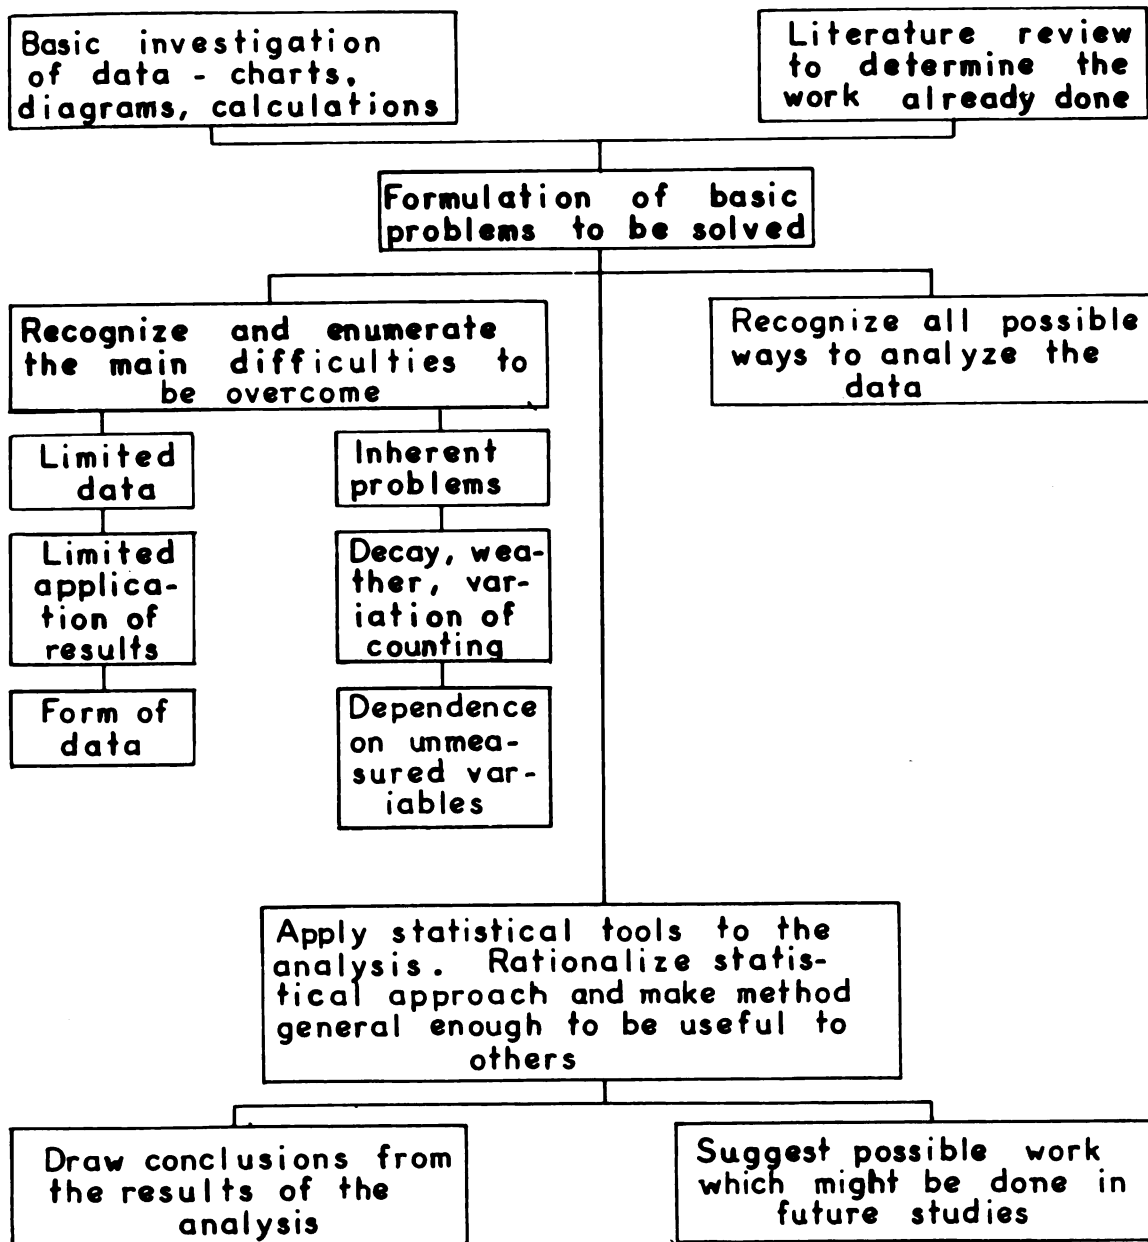 Basic investigation
of data - charts,
diagrams, calculations
Literature review
to determine the
work already done
Formulation of basic
problems to be solved
Recognize and enumerate
the main difficulties to
be overcome
Recognize all possible
ways to analyze the
data
Limited
data
Inherent
problems
Limited
applica-
tion of
results
Decay, wea-
ther, var-
iation of
counting
Form of
data
Dependence
on unmea-
sured var-
iables
Apply statistical tools to the
analysis. Rationalize statis-
tical approach and make method
general enough to be useful to
others
Draw conclusions from
the results of the
analysis
Suggest possible work
which might be done in
future studies